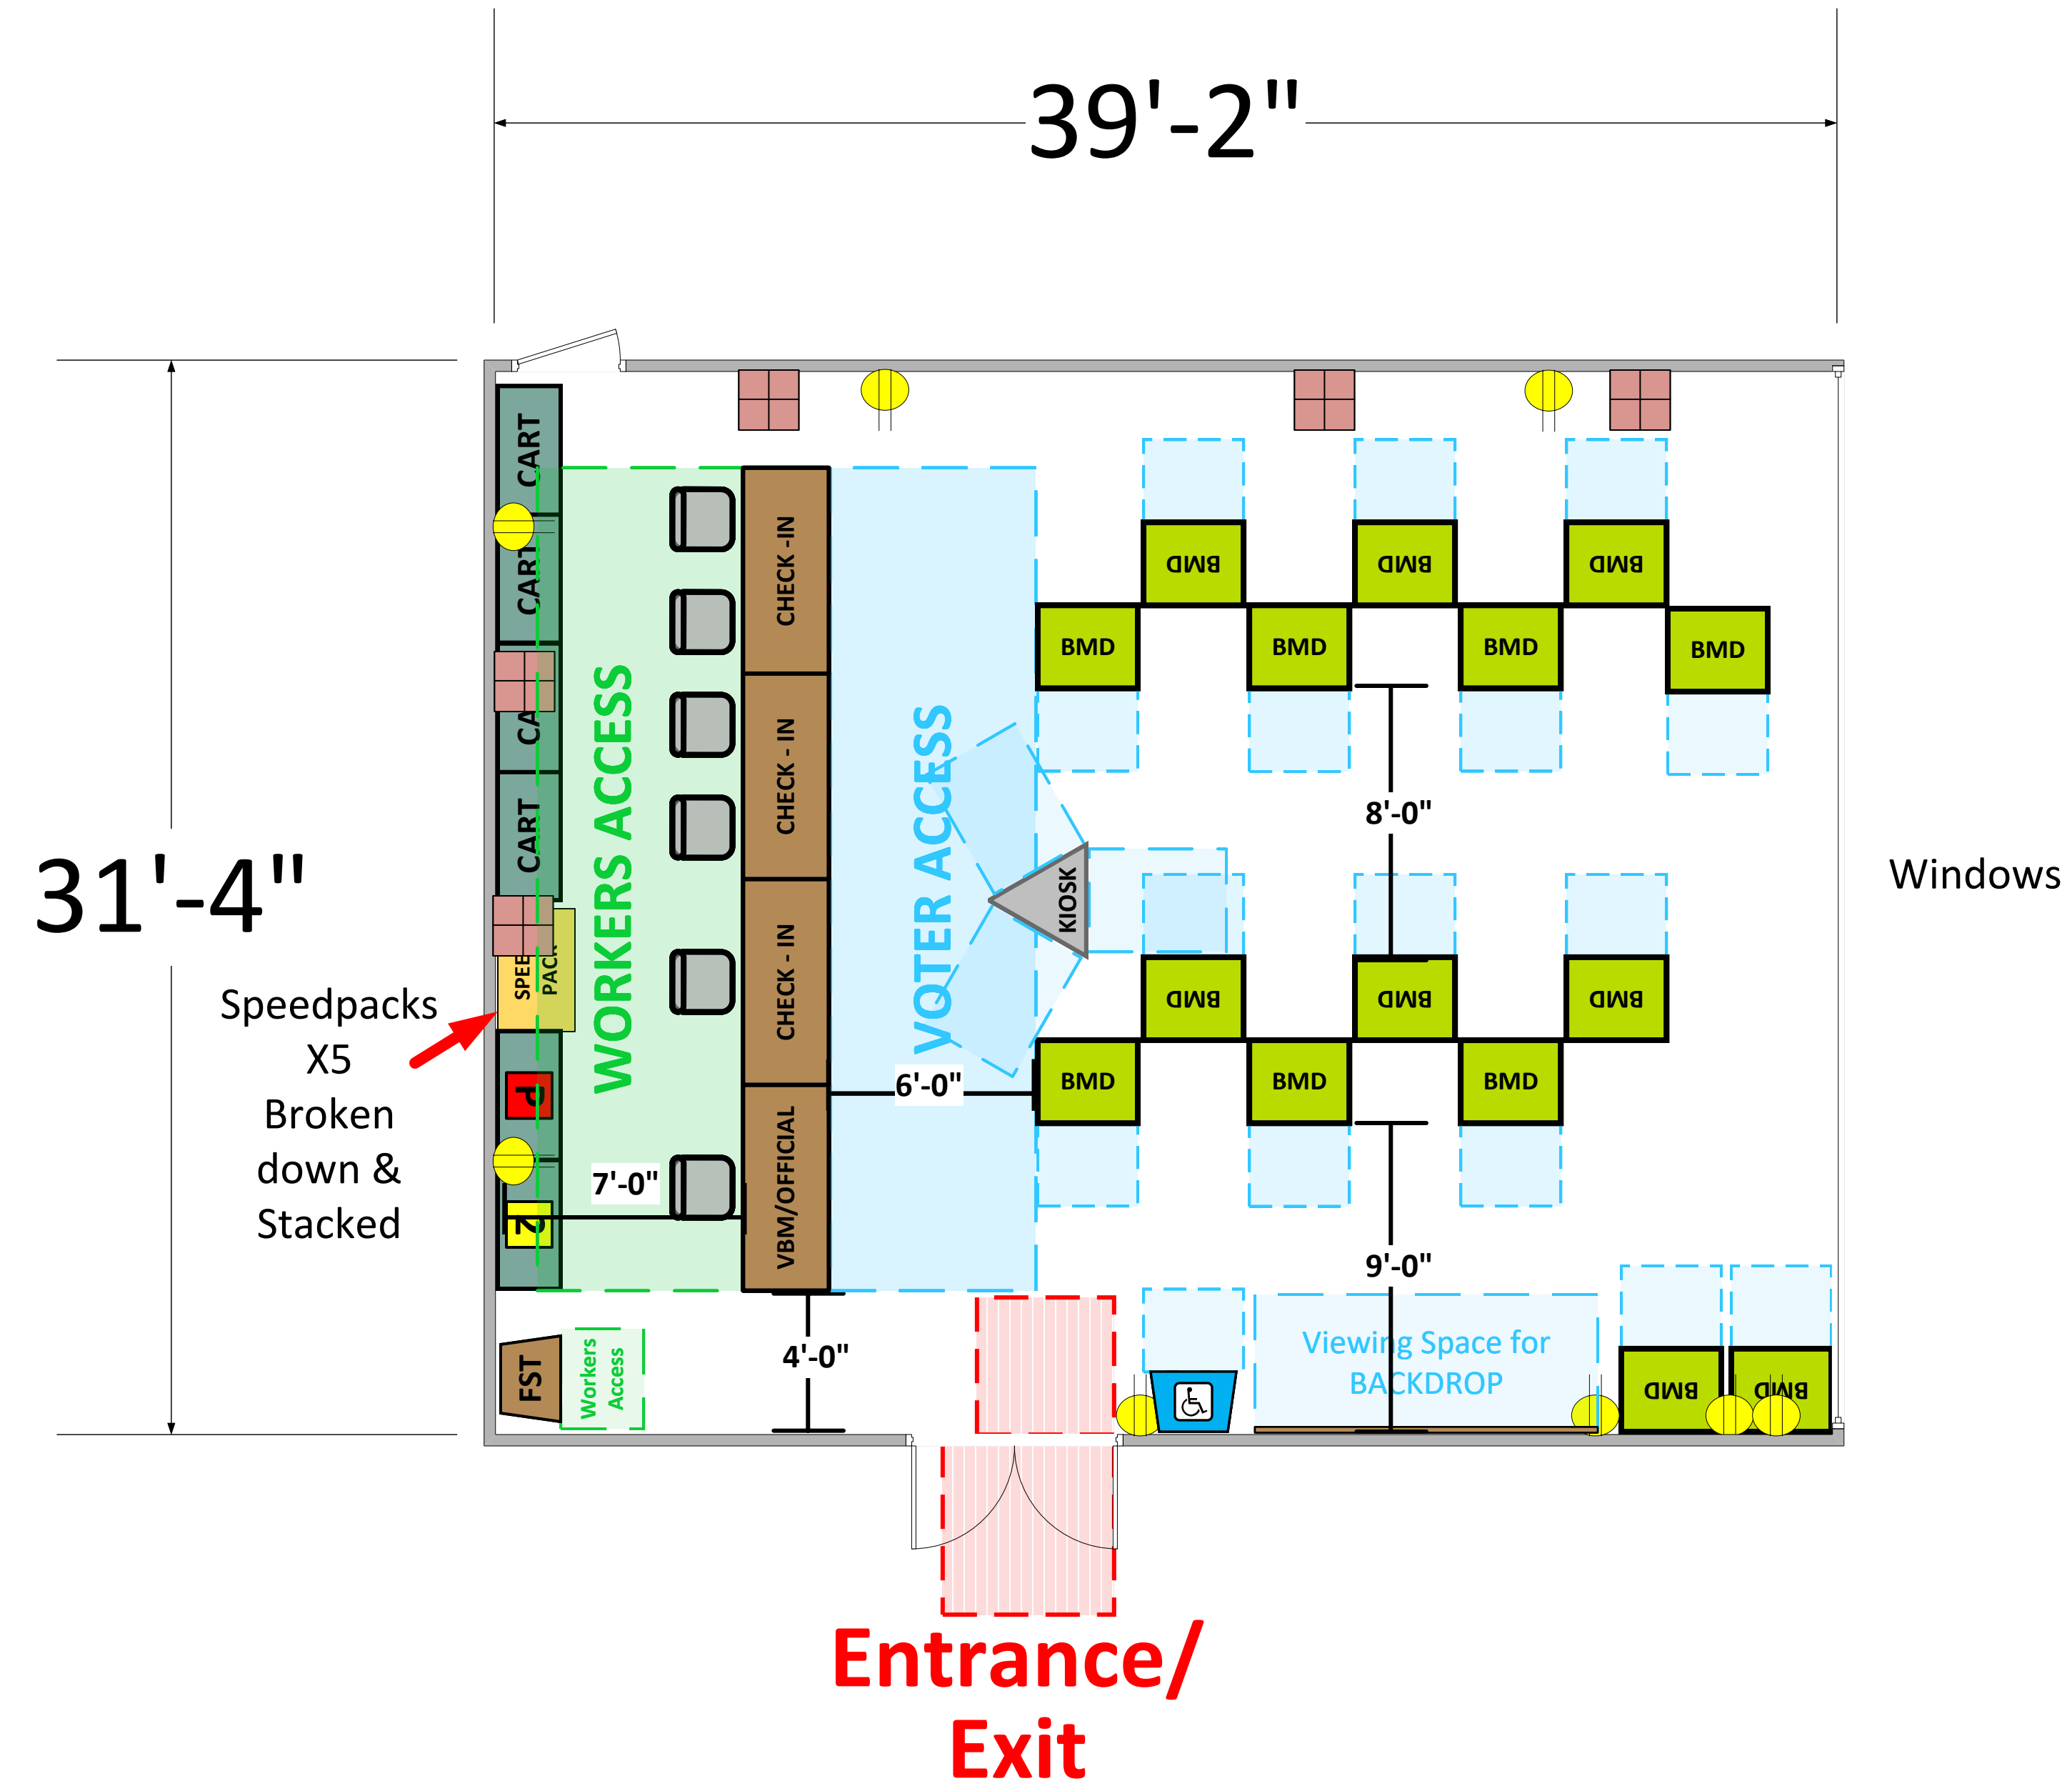 39'-2"
31'-4"
CART
CART
CA
CART
SPEE
PACK
Speedpacks
X5
Broken
down &
Stacked
P
WORKERS ACCESS
CHECK -IN
CHECK - IN
CHECK - IN
VBM/OFFICIAL
VOTER ACCESS
KIOSK
BMD
BMD
BMD
BMD
BMD
BMD
BMD
8'-0"
Windows
BMD
BMD
BMD
BMD
BMD
BMD
6'-0"
7'-0"
9'-0"
4'-0"
FST
Workers
Access
Viewing Space for
BACKDROP
BMD
BMD
Entrance/
Exit